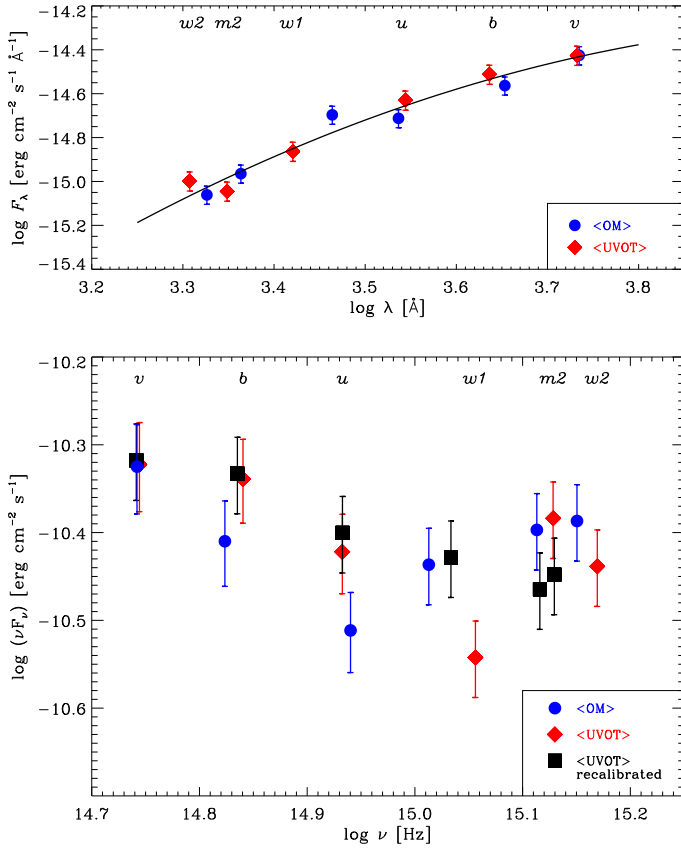 w2 m2 w1 u b v
-14.2
-14.4
-14.6
-14.8
-15.0
-15.2
-15.4
log Fλ [erg cm⁻² s⁻¹ Å⁻¹]
<OM>
<UVOT>
3.2 3.3 3.4 3.5 3.6 3.7 3.8
log λ [Å]
v b u w1 m2 w2
-10.2
-10.3
-10.4
-10.5
-10.6
log (νFν) [erg cm⁻² s⁻¹]
<OM>
<UVOT>
<UVOT>
recalibrated
14.7 14.8 14.9 15.0 15.1 15.2
log ν [Hz]